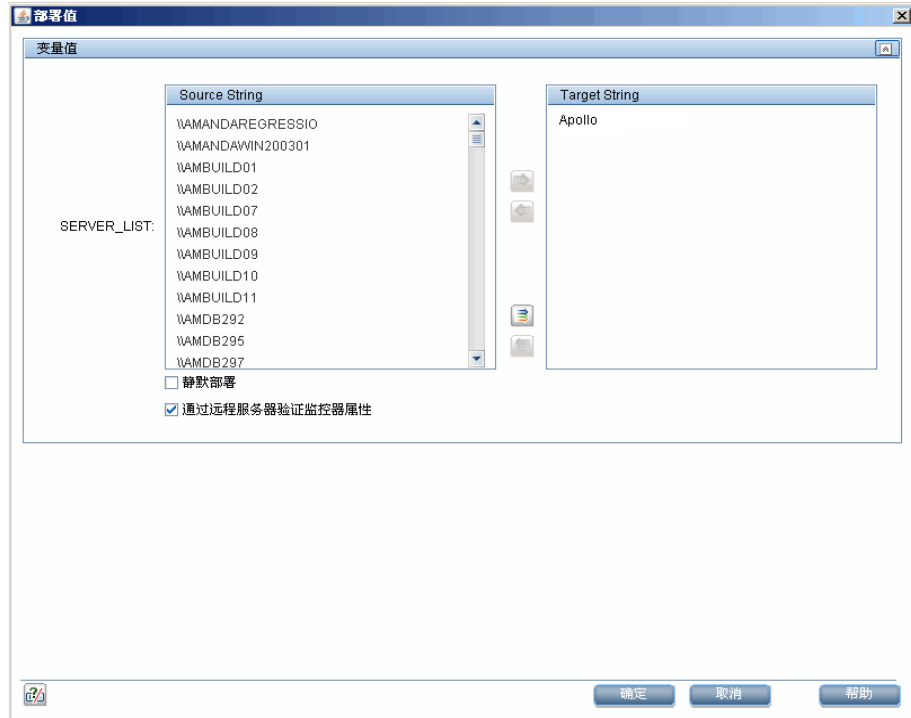 部署值
变量值
Source String
Target String
SERVER_LIST:
\\AMANDAREGRESSIO
\\AMANDAWIN200301
\\AMBUILD01
\\AMBUILD02
\\AMBUILD07
\\AMBUILD08
\\AMBUILD09
\\AMBUILD10
\\AMBUILD11
\\AMDB292
\\AMDB295
\\AMDB297
Apollo
静默部署
通过远程服务器验证监控器属性
确定
取消
帮助